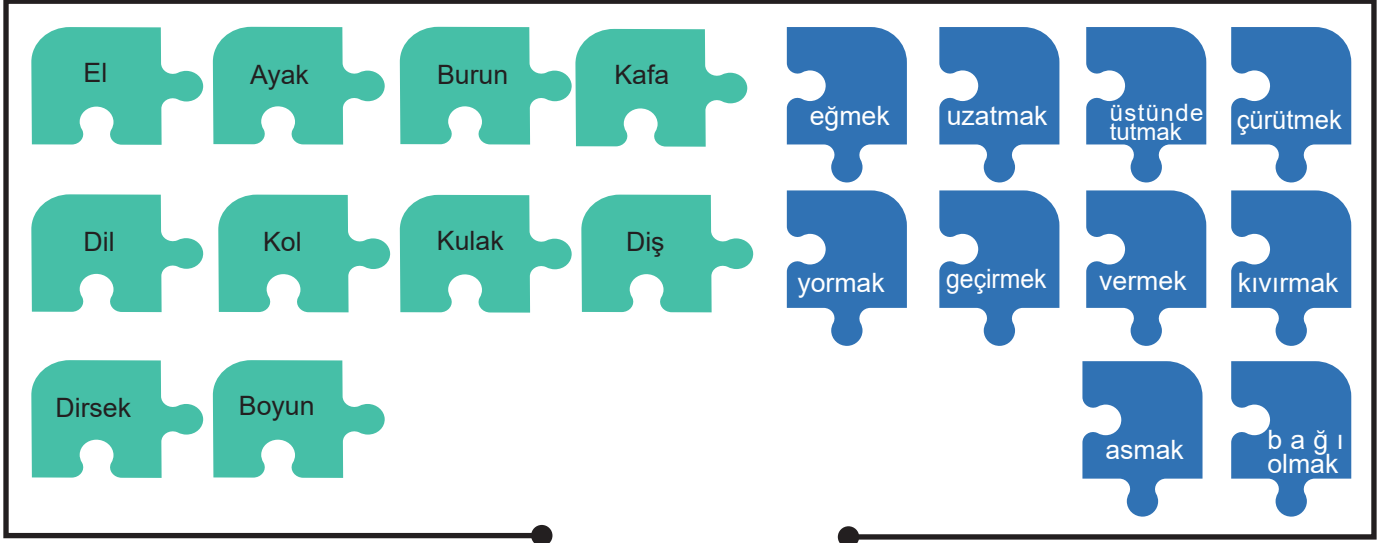 El
Ayak
Burun
Kafa
eğmek
uzatmak
üstünde
tutmak
çürütmek
Dil
Kol
Kulak
Diş
yormak
geçirmek
vermek
kıvırmak
Dirsek
Boyun
asmak
bağı
olmak